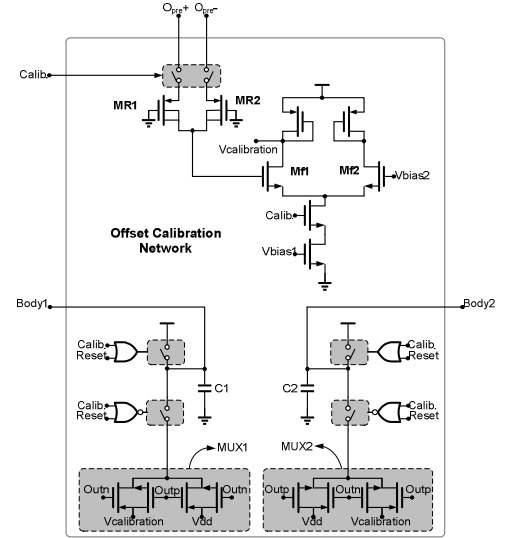 Opre+ Opre-
Calib.
MR1
MR2
Vcalibration
Mf1
Mf2
Vbias2
Calib.
Vbias1
Offset Calibration
Network
Body1
Body2
Calib.
Reset
Calib.
Reset
C1
C2
Calib.
Reset
Calib.
Reset
MUX1
MUX2
Outn
Outp
Outn
Vcalibration
Vdd
Outp
Outn
Outp
Vdd
Vcalibration